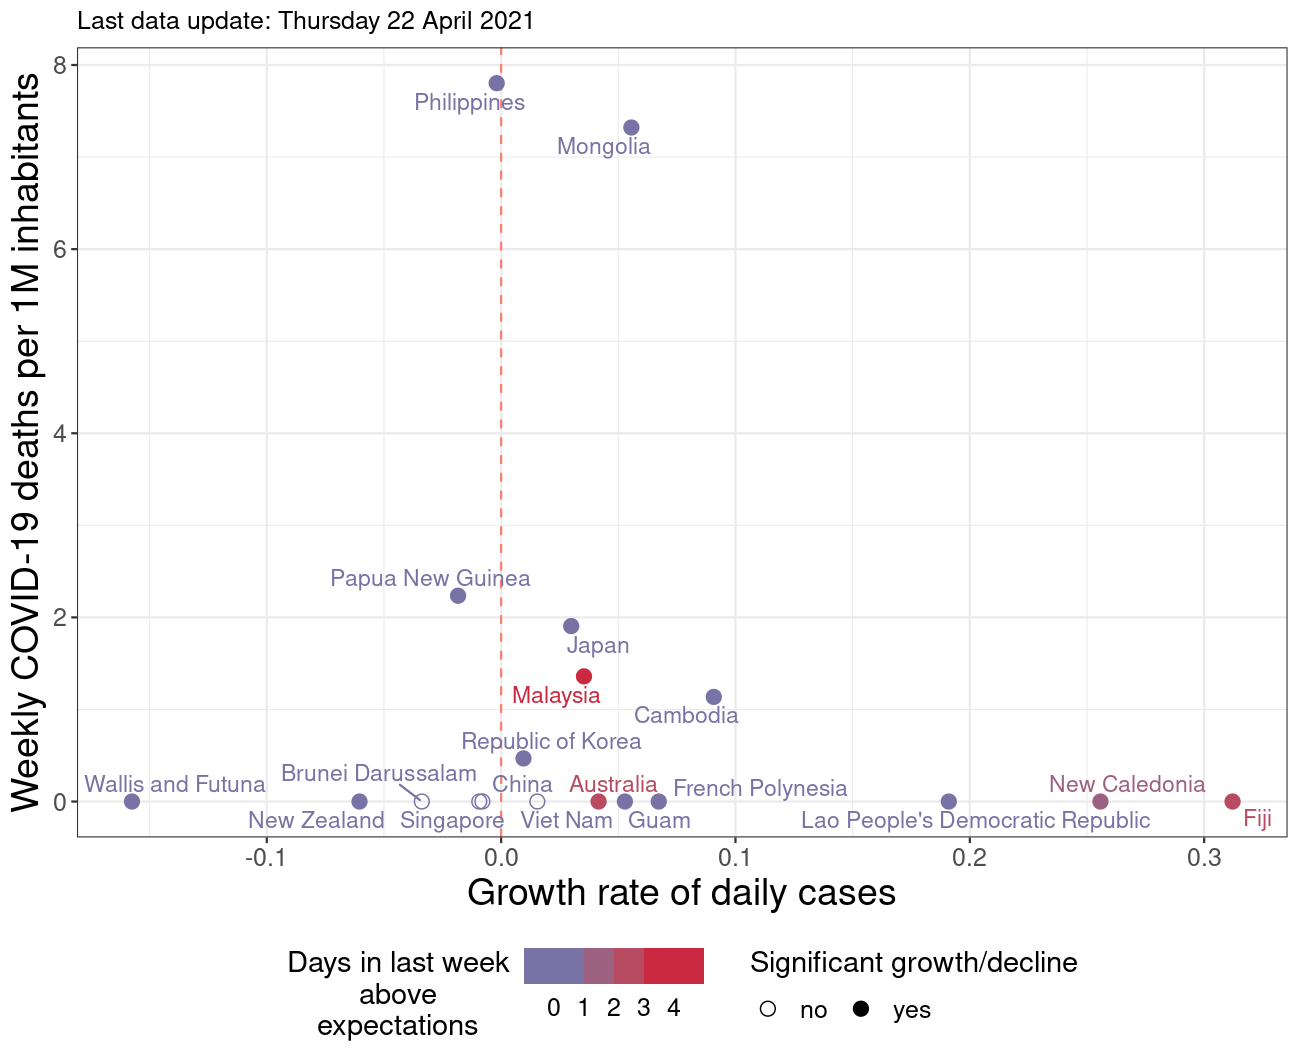 Last data update: Thursday 22 April 2021
Weekly COVID-19 deaths per 1M inhabitants
8
6
4
2
0
Philippines
Mongolia
Papua New Guinea
Japan
Malaysia
Cambodia
Republic of Korea
Brunei Darussalam
Wallis and Futuna
China
Australia
French Polynesia
New Caledonia
New Zealand
Singapore
Viet Nam
Guam
Lao People's Democratic Republic
Fiji
-0.1
0.0
0.1
0.2
0.3
Growth rate of daily cases
Days in last week
above
expectations
0 1 2 3 4
Significant growth/decline
no
yes